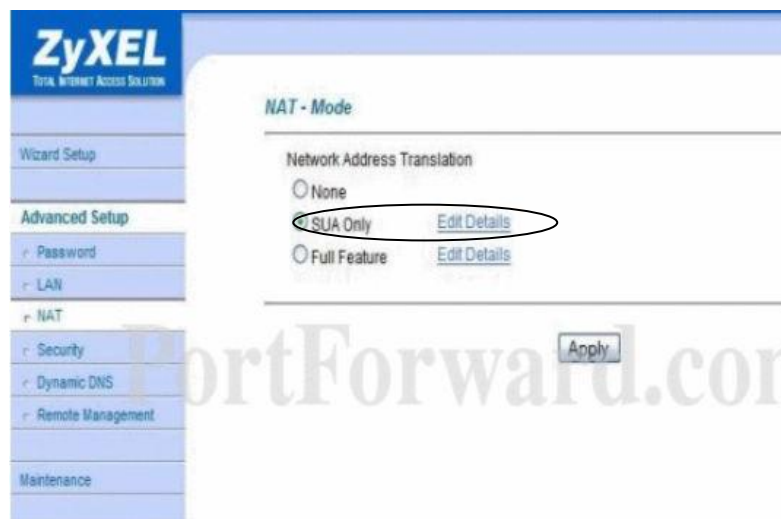 ZyXEL
TOTAL INTERNET ACCESS SOLUTION
Wizard Setup
Advanced Setup
Password
LAN
NAT
Security
Dynamic DNS
Remote Management
Maintenance
NAT - Mode
Network Address Translation
None
SUA Only Edit Details
Full Feature Edit Details
Apply
PortForward.com